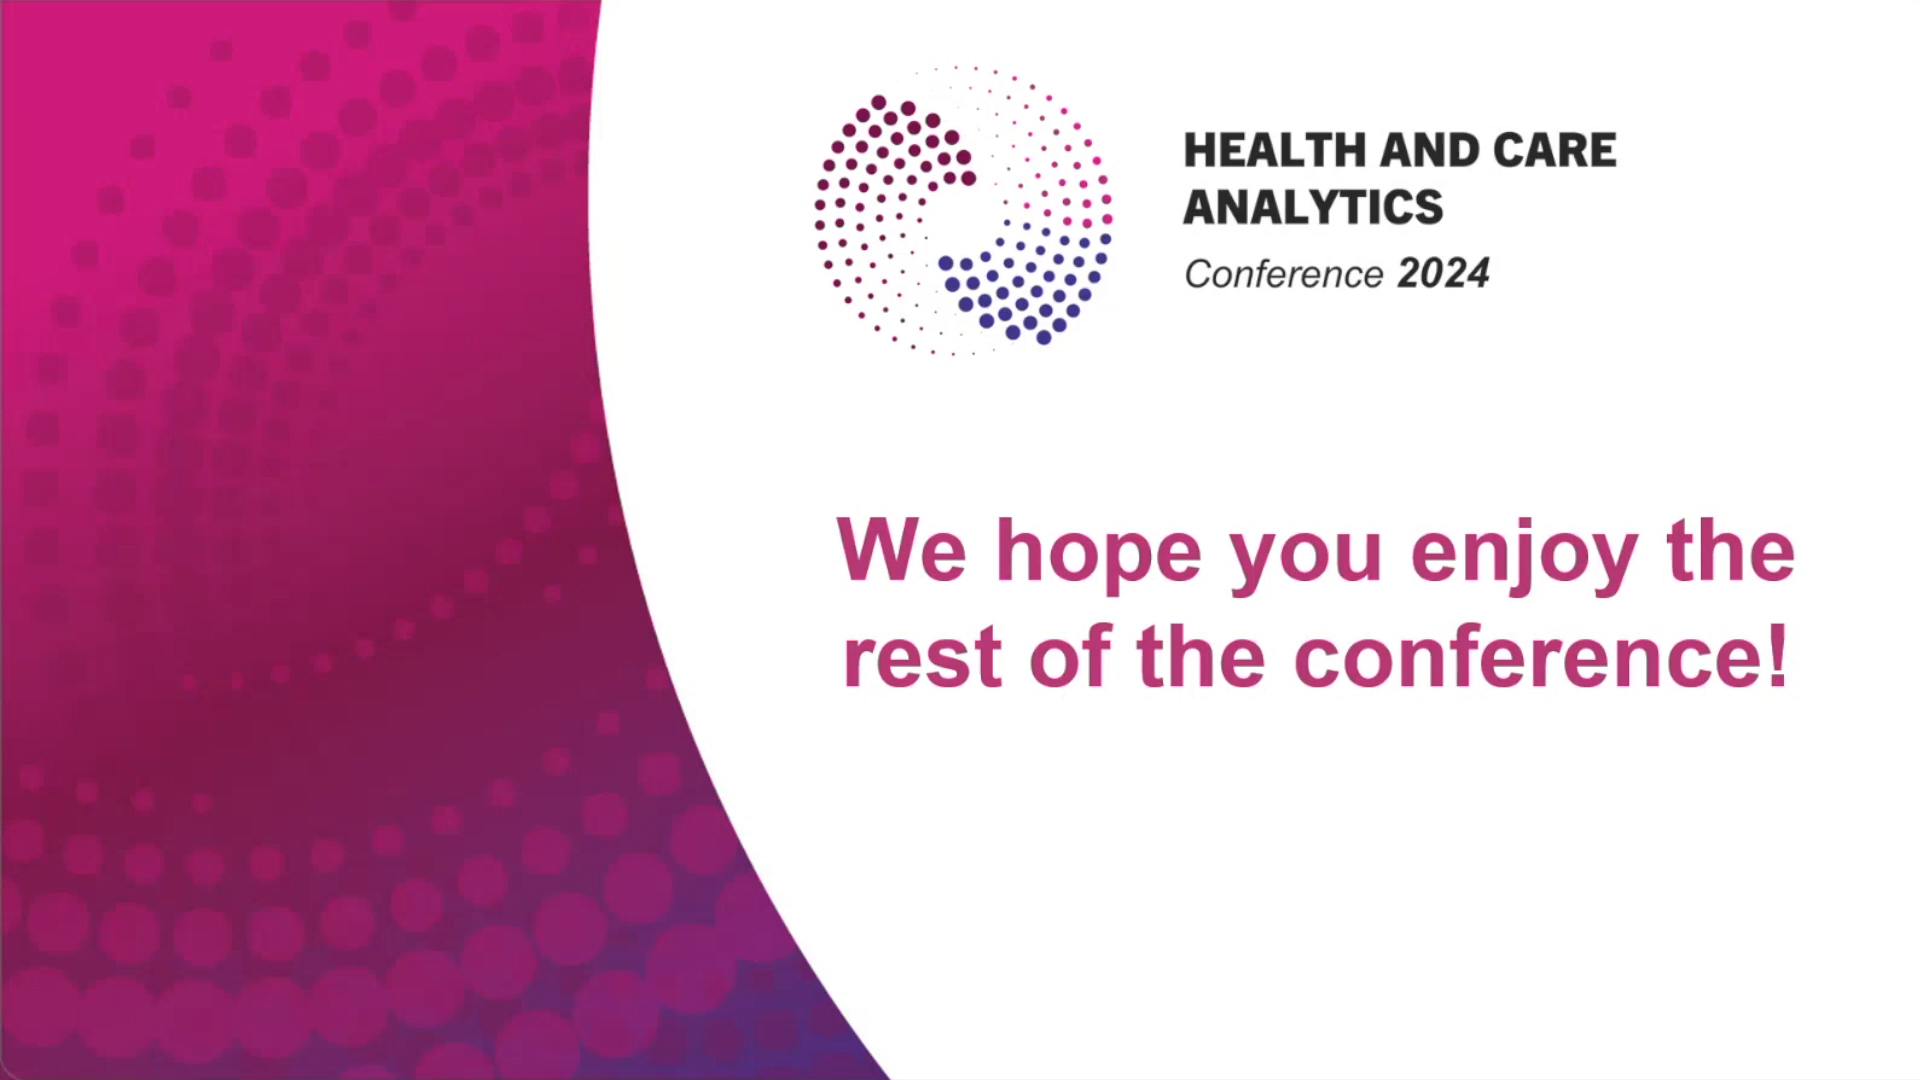 HEALTH AND CARE
ANALYTICS
Conference 2024
We hope you enjoy the
rest of the conference!